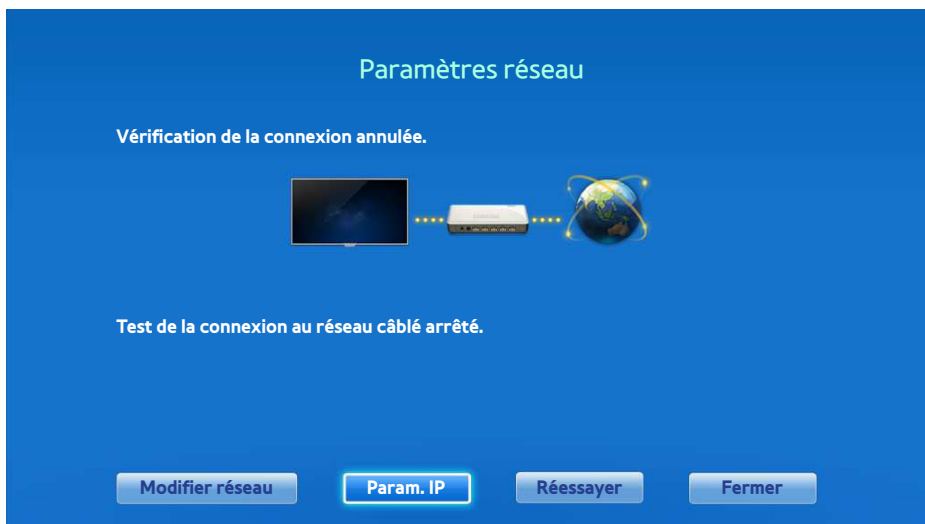 Paramètres réseau
Vérification de la connexion annulée.
Test de la connexion au réseau câblé arrêté.
Modifier réseau Param. IP Réessayer Fermer